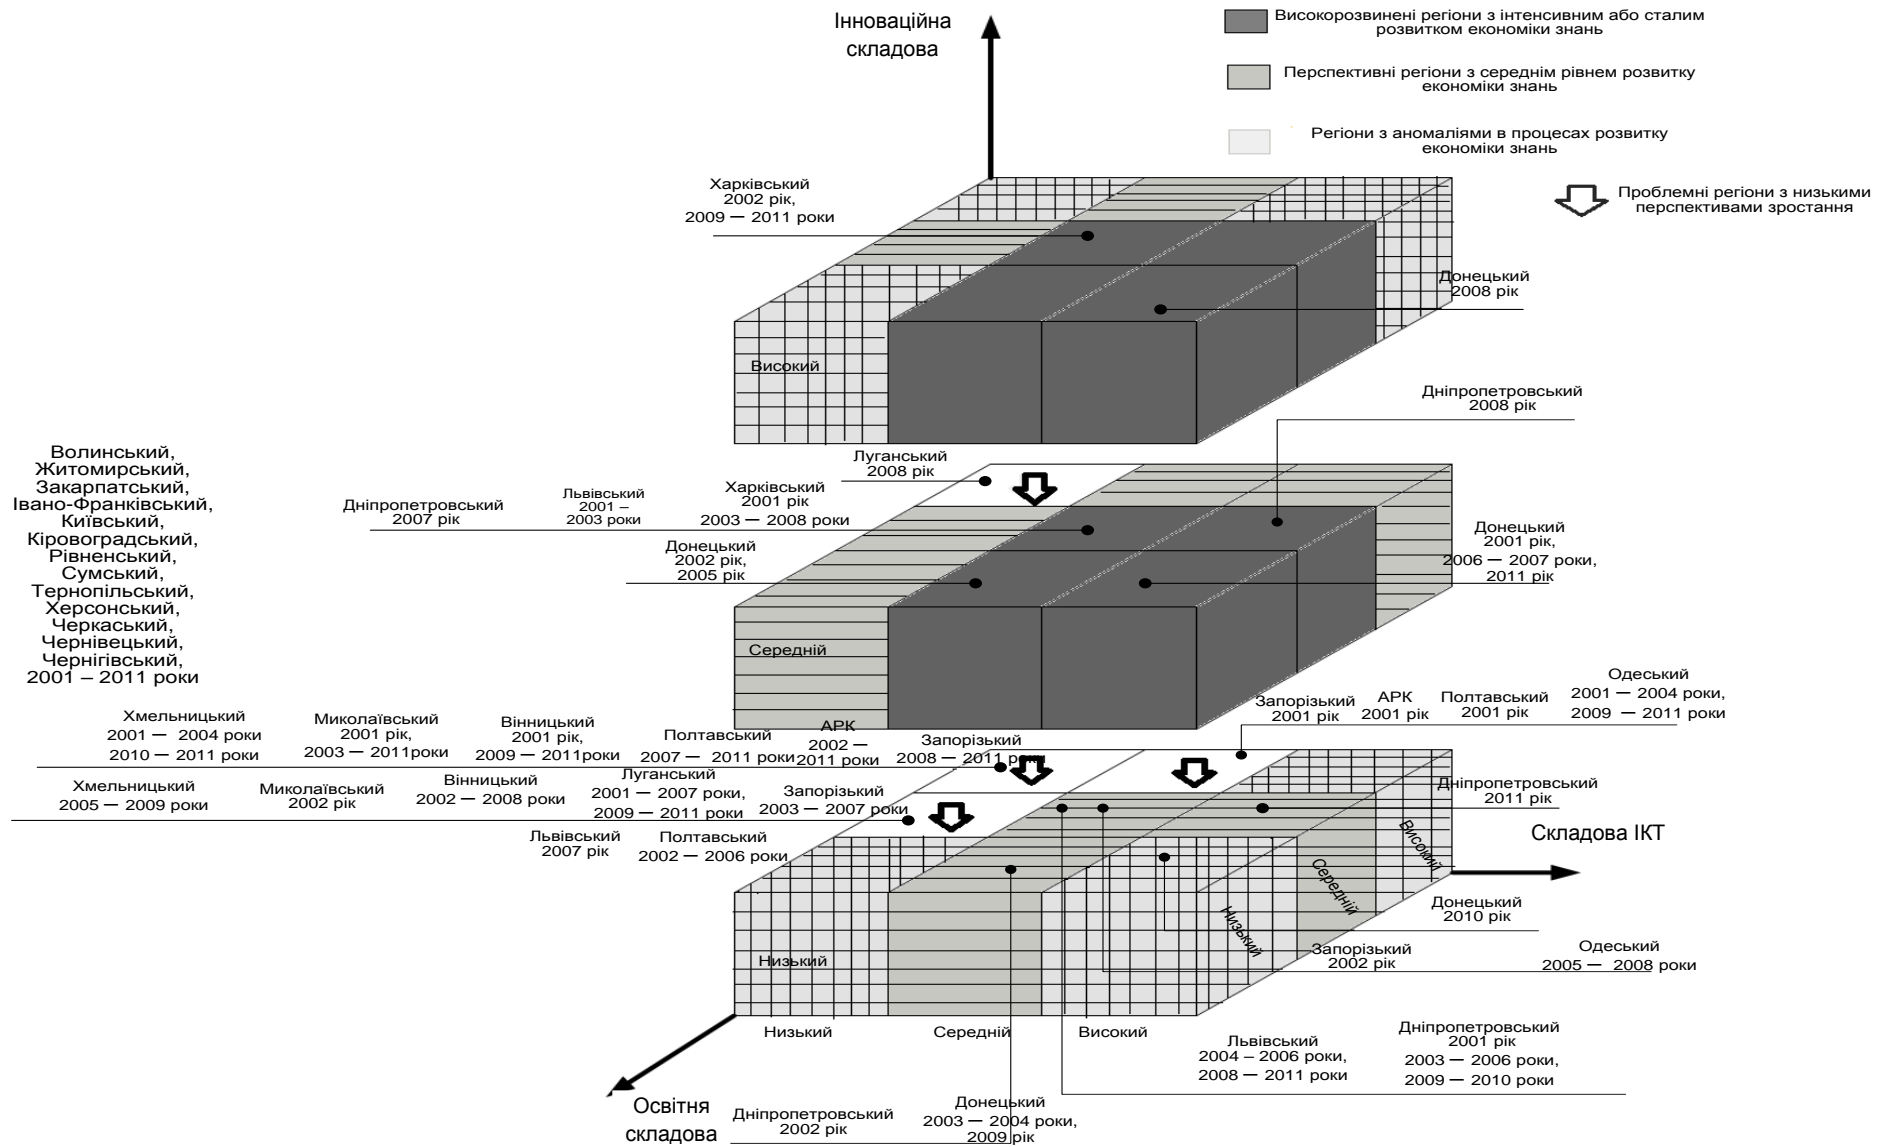 Інноваційна
складова
Високорозвинені регіони з інтенсивним або сталим
розвитком економіки знань
Перспективні регіони з середнім рівнем розвитку
економіки знань
Регіони з аномаліями в процесах розвитку
економіки знань
Проблемні регіони з низькими
перспективами зростання
Харківський
2002 рік,
2009 — 2011 роки
Донецький
2008 рік
Високий
Дніпропетровський
2008 рік
Волинський,
Житомирський,
Закарпатський,
Івано-Франківський,
Київський,
Кіровоградський,
Рівненський,
Сумський,
Тернопільський,
Херсонський,
Черкаський,
Чернівецький,
Чернігівський,
2001 – 2011 роки
Луганський
2008 рік
Дніпропетровський
2007 рік
Львівський
2001 –
2003 роки
Харківський
2001 рік
2003 — 2008 роки
Донецький
2002 рік,
2005 рік
Донецький
2001 рік,
2006 — 2007 роки,
2011 рік
Середній
Запорізький
2001 рік
АРК
2001 рік
Полтавський
2001 рік
Одеський
2001 — 2004 роки,
2009 — 2011 роки
Хмельницький
2001 — 2004 роки
2010 — 2011 роки
Миколаївський
2001 рік,
2003 — 2011роки
Вінницький
2001 рік,
2009 — 2011роки
Полтавський
2007 — 2011 роки
АРК
2002 —
2011 роки
Запорізький
2008 — 2011 роки
Хмельницький
2005 — 2009 роки
Миколаївський
2002 рік
Вінницький
2002 — 2008 роки
Луганський
2001 — 2007 роки,
2009 — 2011 роки
Запорізький
2003 — 2007 роки
Львівський
2007 рік
Полтавський
2002 — 2006 роки
Дніпропетровський
2011 рік
Складова ІКТ
Високий
Середній
Низький
Донецький
2010 рік
Запорізький
2002 рік
Одеський
2005 — 2008 роки
Низький
Низький
Середній
Високий
Львівський
2004 – 2006 роки,
2008 — 2011 роки
Дніпропетровський
2001 рік
2003 — 2006 роки,
2009 — 2010 роки
Освітня
складова
Дніпропетровський
2002 рік
Донецький
2003 — 2004 роки,
2009 рік